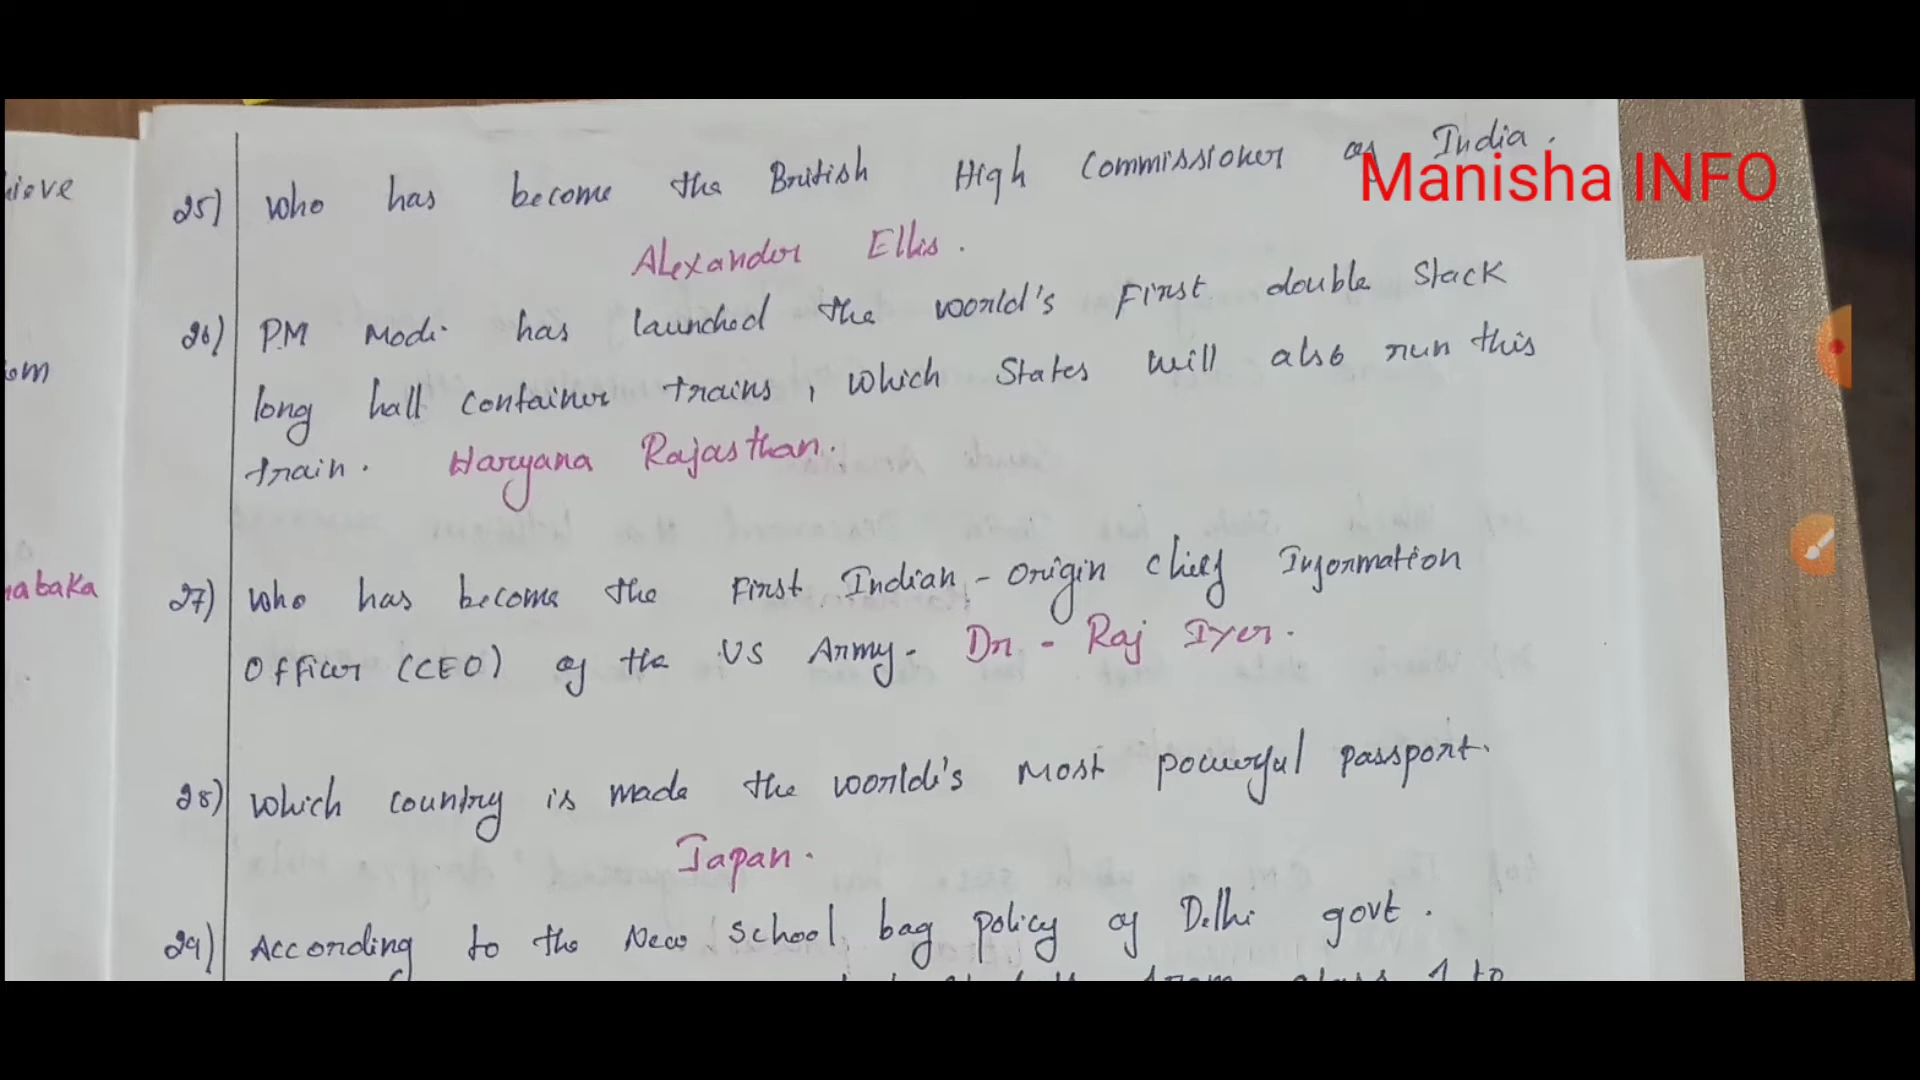 Manisha INFO
25) Who has become the British High Commissioner of India.
Alexander Ellis.
26) PM Modi has launched the world's First double Stack
long hall container trains, which States will also run this
train. Haryana Rajasthan.
27) Who has become the First Indian-origin chief Information
Officer (CEO) of the US Army- Dr.- Raj Iyer.
28) Which country is made the world's most powerful passport.
Japan.
29) According to the New School bag policy of Delhi govt.